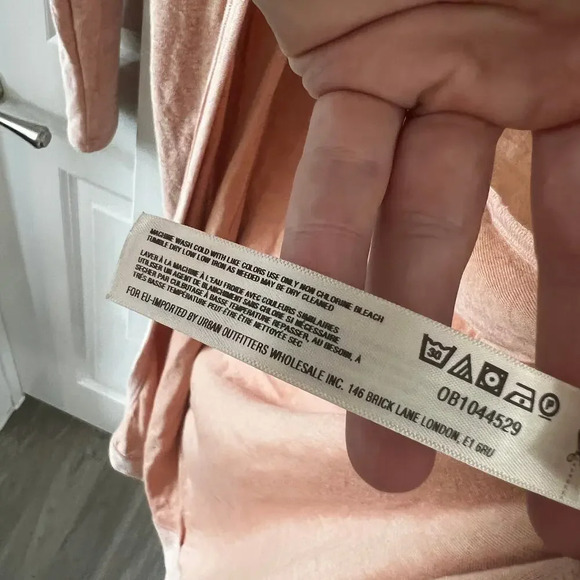 MACHINE WASH COLD WITH LIKE COLORS USE ONLY NON CHLORINE BLEACH
TUMBLE DRY LOW LOW IRON AS NEEDED MAY BE DRY CLEANED
LAVER À LA MACHINE À L'EAU FROIDE AVEC COULEURS SIMILAIRES
UTILISER UN AGENT DE BLANCHIMENT SANS CHLORE SI NÉCESSAIRE
SÉCHER PAR CULBUTAGE À BASSE TEMPÉRATURE REPASSER, AU BESOIN, À
TRÈS BASSE TEMPÉRATURE PEUT-ÊTRE ÊTRE NETTOYÉE SEC
FOR EU-IMPORTED BY URBAN OUTFITTERS WHOLESALE INC. 146 BRICK LANE LONDON, E1 6RU
30 F
OB1044529